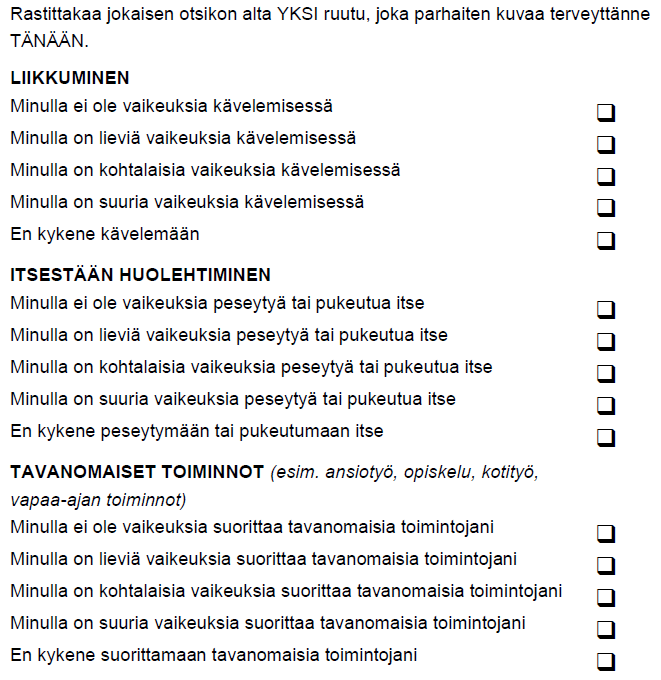 Rastittakaa jokaisen otsikon alta YKSI ruutu, joka parhaiten kuvaa terveyttänne
TÄNÄÄN.
LIIKKUMINEN
Minulla ei ole vaikeuksia kävelemisessä
Minulla on lieviä vaikeuksia kävelemisessä
Minulla on kohtalaisia vaikeuksia kävelemisessä
Minulla on suuria vaikeuksia kävelemisessä
En kykene kävelemään
ITSESTÄÄN HUOLEHTIMINEN
Minulla ei ole vaikeuksia peseytyä tai pukeutua itse
Minulla on lieviä vaikeuksia peseytyä tai pukeutua itse
Minulla on kohtalaisia vaikeuksia peseytyä tai pukeutua itse
Minulla on suuria vaikeuksia peseytyä tai pukeutua itse
En kykene peseytymään tai pukeutumaan itse
TAVANOMAISET TOIMINNOT (esim. ansiotyö, opiskelu, kotityö,
vapaa-ajan toiminnot)
Minulla ei ole vaikeuksia suorittaa tavanomaisia toimintojani
Minulla on lieviä vaikeuksia suorittaa tavanomaisia toimintojani
Minulla on kohtalaisia vaikeuksia suorittaa tavanomaisia toimintojani
Minulla on suuria vaikeuksia suorittaa tavanomaisia toimintojani
En kykene suorittamaan tavanomaisia toimintojani